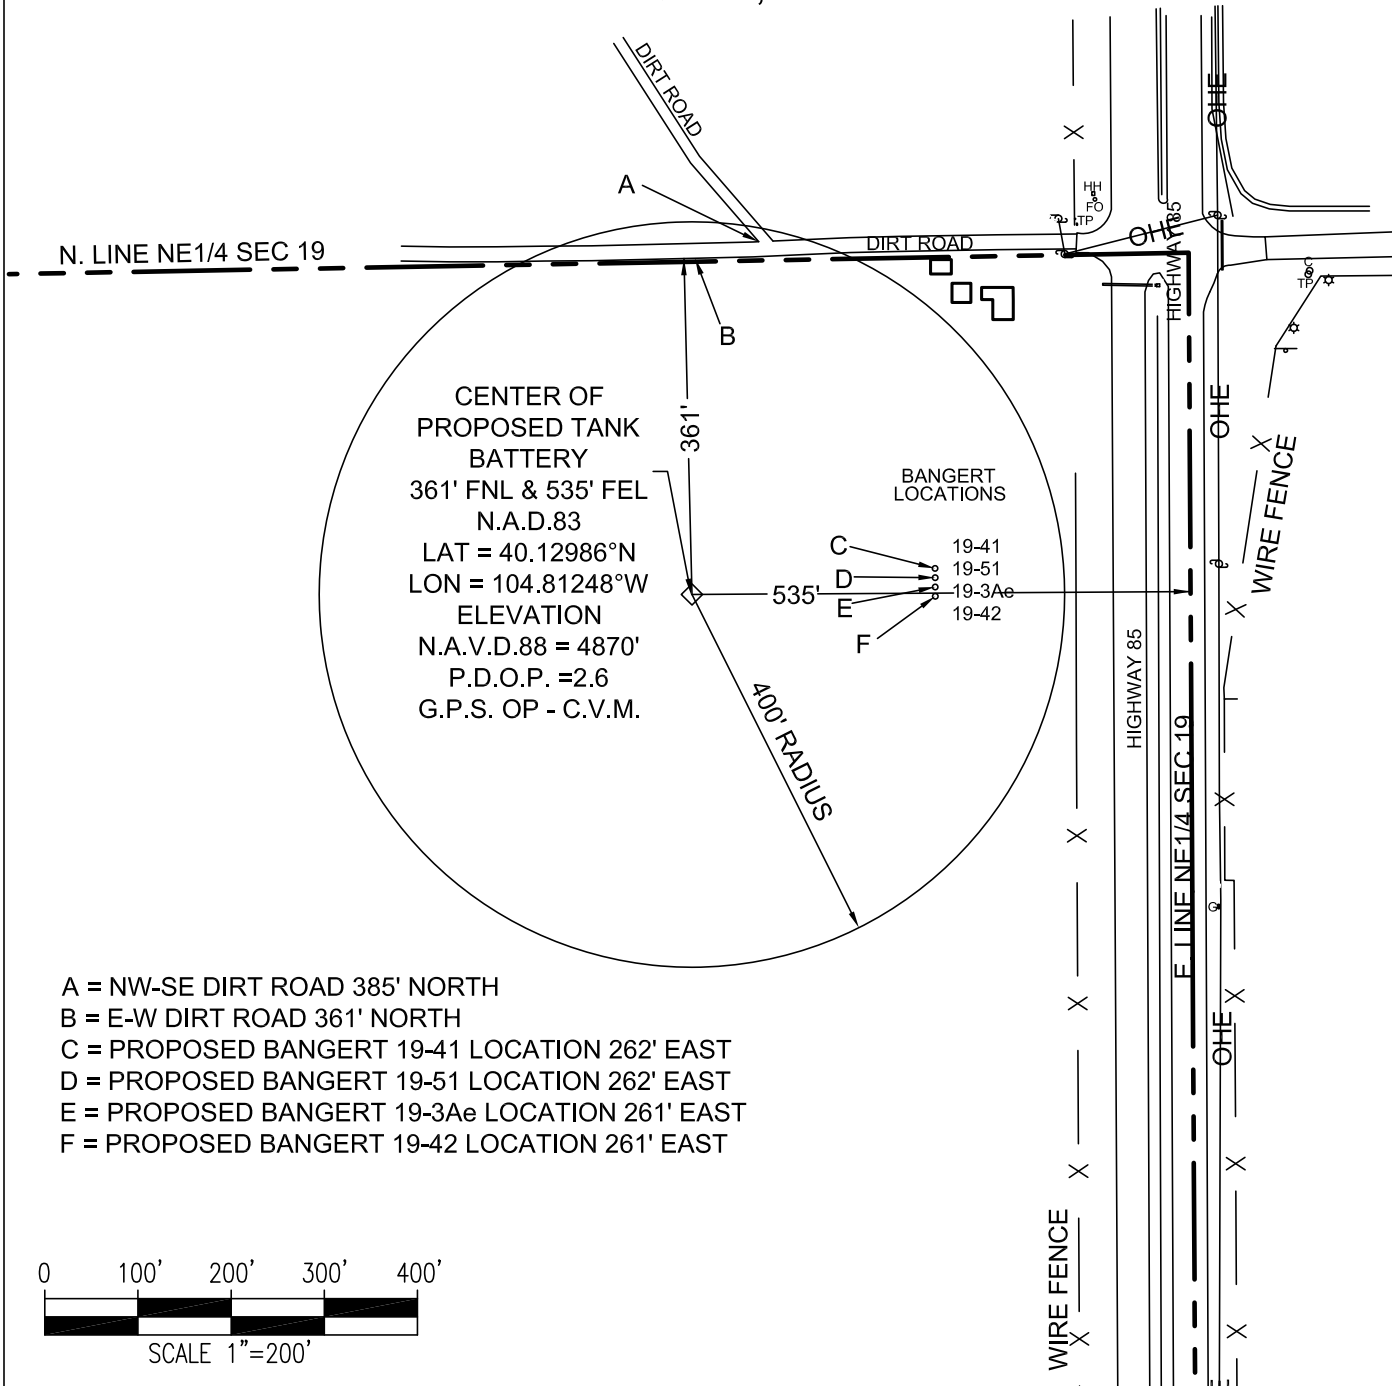 DIRT ROAD
OHE
A
HH
FO
TP
N. LINE NE1/4 SEC 19
DIRT ROAD
OHE
HIGHWAY 85
C
TP
B
CENTER OF
PROPOSED TANK
BATTERY
361' FNL & 535' FEL
N.A.D.83
LAT = 40.12986°N
LON = 104.81248°W
ELEVATION
N.A.V.D.88 = 4870'
P.D.O.P. =2.6
G.P.S. OP - C.V.M.
361'
OHE
X
WIRE FENCE
BANGERT
LOCATIONS
C
D
E
F
19-41
19-51
19-3Ae
19-42
535'
400' RADIUS
HIGHWAY 85
E. LINE NE1/4 SEC 19
OHE
A = NW-SE DIRT ROAD 385' NORTH
B = E-W DIRT ROAD 361' NORTH
C = PROPOSED BANGERT 19-41 LOCATION 262' EAST
D = PROPOSED BANGERT 19-51 LOCATION 262' EAST
E = PROPOSED BANGERT 19-3Ae LOCATION 261' EAST
F = PROPOSED BANGERT 19-42 LOCATION 261' EAST
WIRE FENCE
0 100' 200' 300' 400'
SCALE 1"=200'